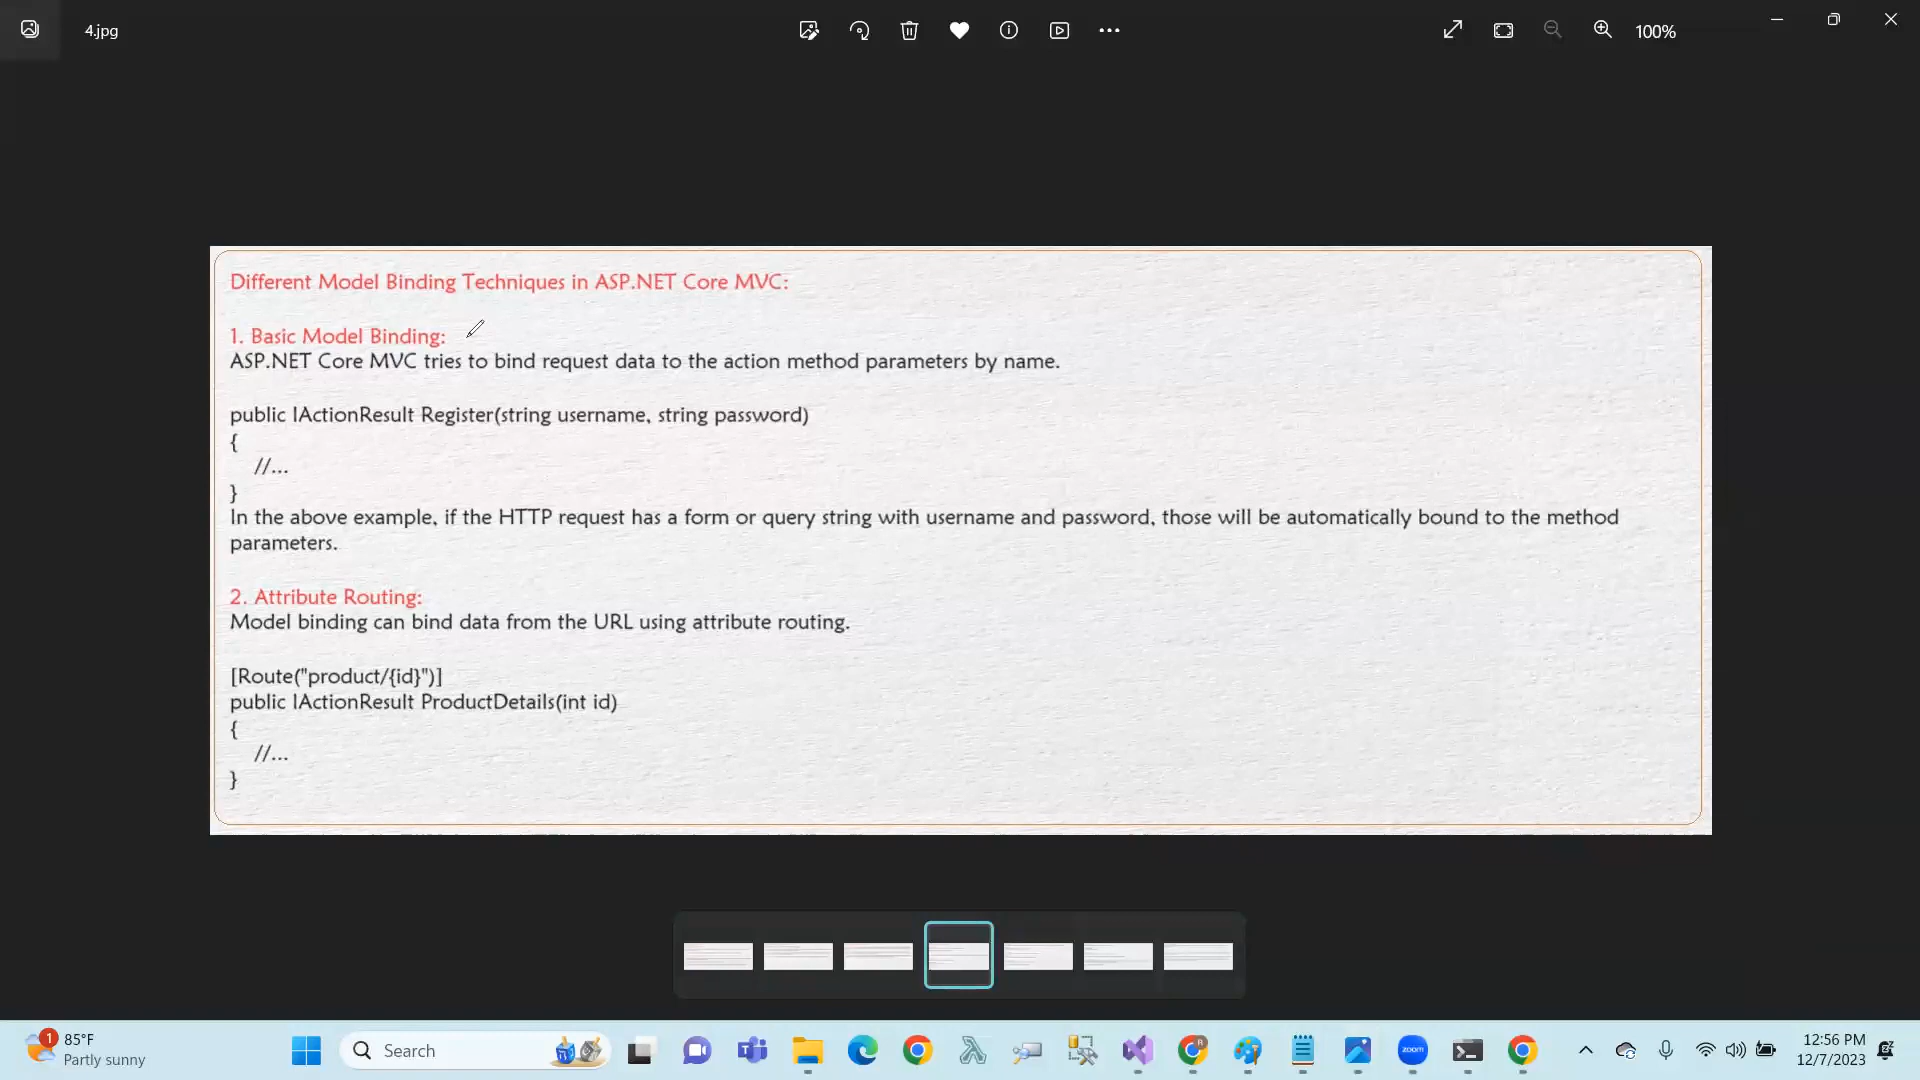 4.jpg
100%
Different Model Binding Techniques in ASP.NET Core MVC:
1. Basic Model Binding:
ASP.NET Core MVC tries to bind request data to the action method parameters by name.
public IActionResult Register(string username, string password)
{
//...
}
In the above example, if the HTTP request has a form or query string with username and password, those will be automatically bound to the method
parameters.
2. Attribute Routing:
Model binding can bind data from the URL using attribute routing.
[Route("product/{id}")]
public IActionResult ProductDetails(int id)
{
//...
}
1
85°F
Partly sunny
Search
R
zoom
12:56 PM
12/7/2023